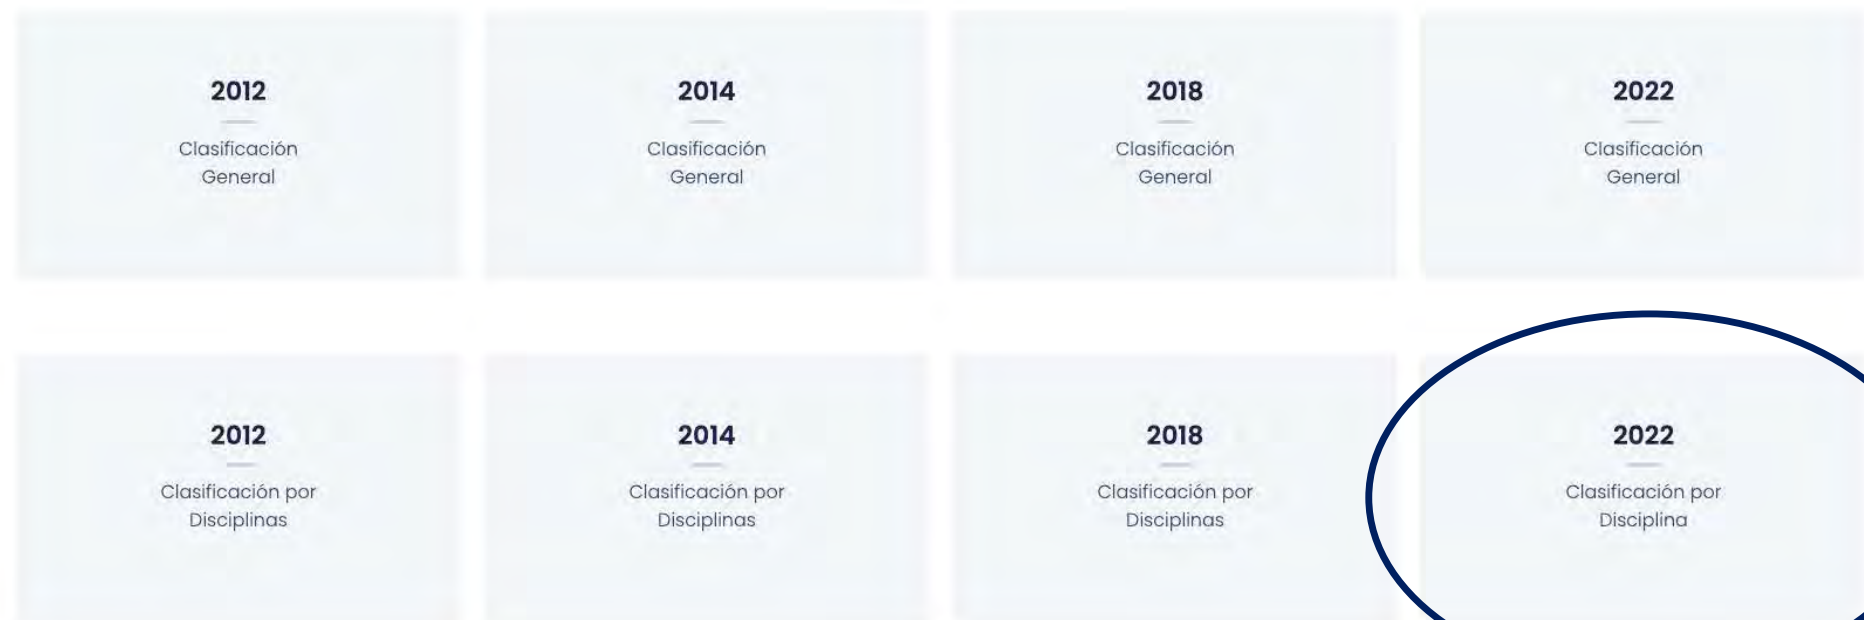 2012
Clasificación
General
2014
Clasificación
General
2018
Clasificación
General
2022
Clasificación
General
2012
Clasificación por
Disciplinas
2014
Clasificación por
Disciplinas
2018
Clasificación por
Disciplinas
2022
Clasificación por
Disciplina